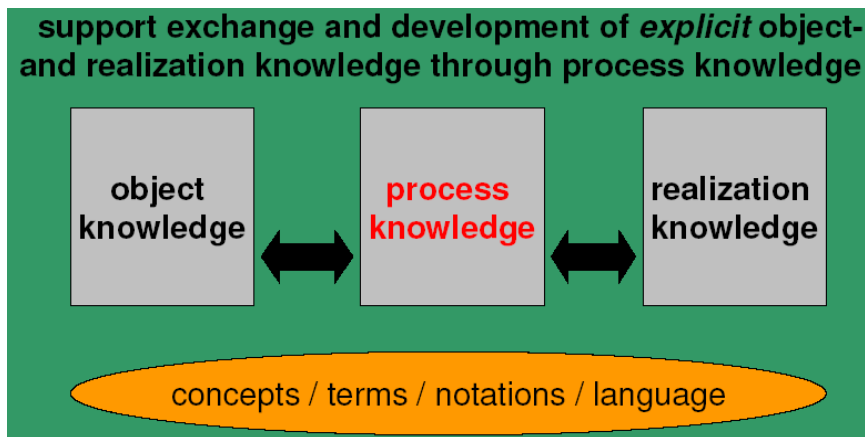 support exchange and development of explicit object-
and realization knowledge through process knowledge
object
knowledge
process
knowledge
realization
knowledge
concepts / terms / notations / language